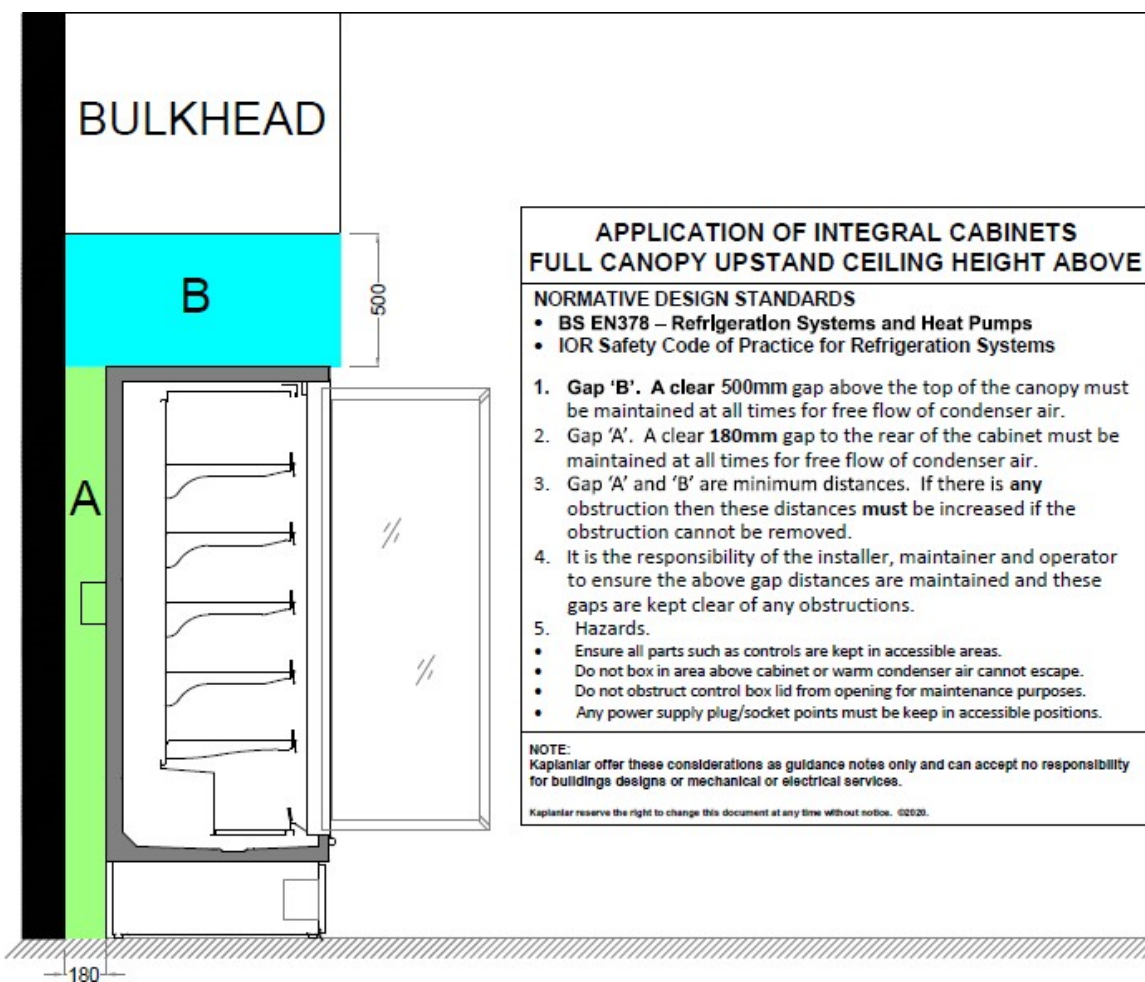 BULKHEAD
B
500
A
180
APPLICATION OF INTEGRAL CABINETS
FULL CANOPY UPSTAND CEILING HEIGHT ABOVE
NORMATIVE DESIGN STANDARDS
• BS EN378 – Refrigeration Systems and Heat Pumps
• IOR Safety Code of Practice for Refrigeration Systems
1. Gap ‘B’. A clear 500mm gap above the top of the canopy must
be maintained at all times for free flow of condenser air.
2. Gap ‘A’. A clear 180mm gap to the rear of the cabinet must be
maintained at all times for free flow of condenser air.
3. Gap ‘A’ and ‘B’ are minimum distances. If there is any
obstruction then these distances must be increased if the
obstruction cannot be removed.
4. It is the responsibility of the installer, maintainer and operator
to ensure the above gap distances are maintained and these
gaps are kept clear of any obstructions.
5. Hazards.
• Ensure all parts such as controls are kept in accessible areas.
• Do not box in area above cabinet or warm condenser air cannot escape.
• Do not obstruct control box lid from opening for maintenance purposes.
• Any power supply plug/socket points must be keep in accessible positions.
NOTE:
Kaplanlar offer these considerations as guidance notes only and can accept no responsibility
for buildings designs or mechanical or electrical services.
Kaplanlar reserve the right to change this document at any time without notice. ©2020.